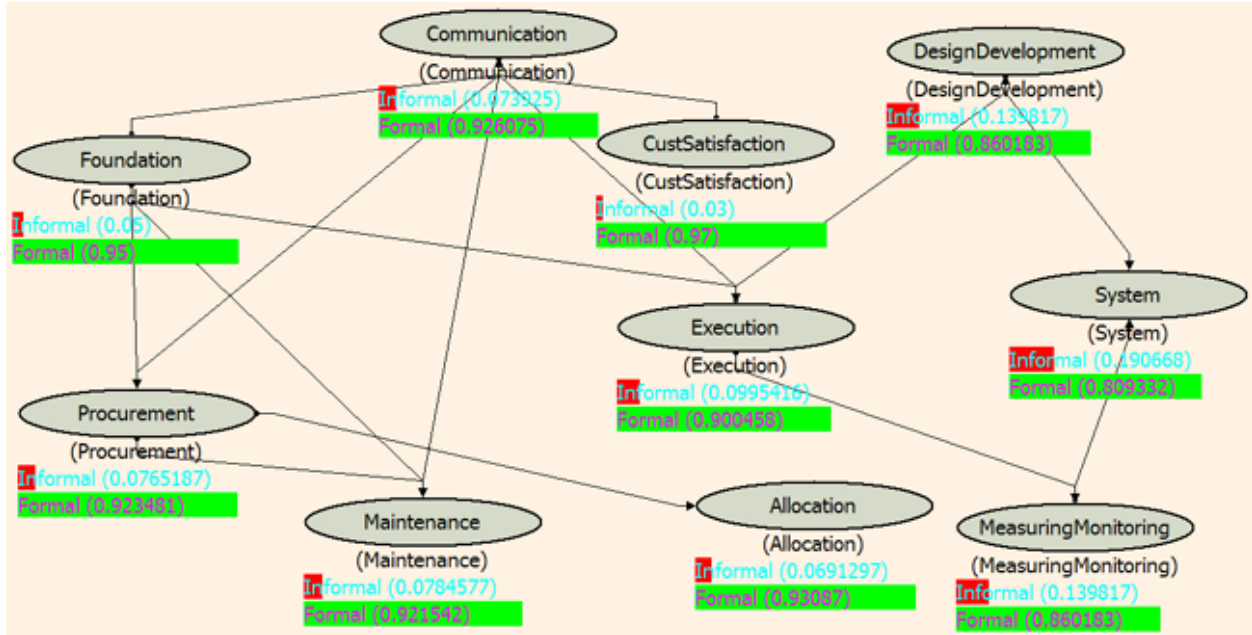 Communication
(Communication)
Informal (0.073925)
Formal (0.926075)
DesignDevelopment
(DesignDevelopment)
Informal (0.139817)
Formal (0.860183)
Foundation
(Foundation)
Informal (0.05)
Formal (0.95)
CustSatisfaction
(CustSatisfaction)
Informal (0.03)
Formal (0.97)
System
(System)
Informal (0.190668)
Formal (0.809332)
Execution
(Execution)
Informal (0.0995416)
Formal (0.900458)
Procurement
(Procurement)
Informal (0.0765187)
Formal (0.923481)
Maintenance
(Maintenance)
Informal (0.0784577)
Formal (0.921542)
Allocation
(Allocation)
Informal (0.0691297)
Formal (0.93087)
MeasuringMonitoring
(MeasuringMonitoring)
Informal (0.139817)
Formal (0.860183)